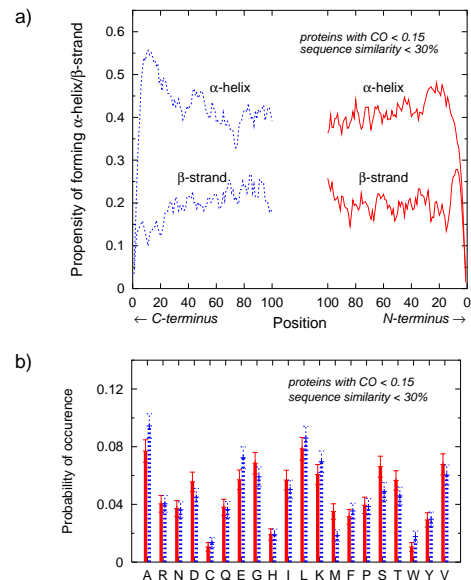 a)
proteins with CO < 0.15
sequence similarity < 30%
Propensity of forming α-helix/β-strand
0.6
0.5
0.4
0.3
0.2
0.1
0
α-helix
α-helix
β-strand
β-strand
0 20 40 60 80 100 100 80 60 40 20 0
← C-terminus Position N-terminus →
b)
proteins with CO < 0.15
sequence similarity < 30%
Probability of occurence
0.12
0.08
0.04
0
A R N D C Q E G H I L K M F P S T W Y V